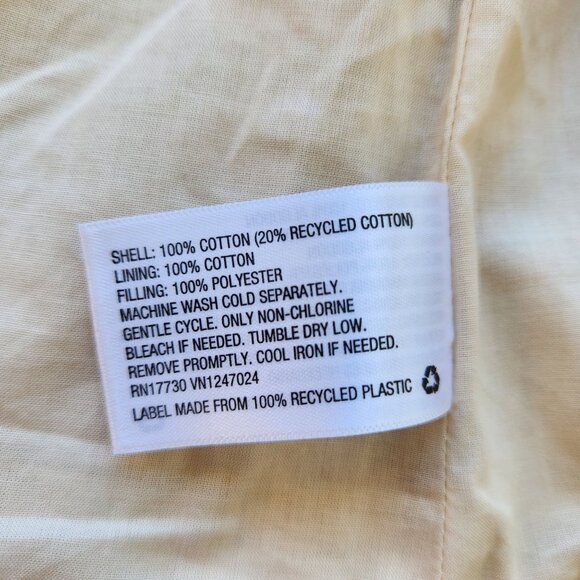 SHELL: 100% COTTON (20% RECYCLED COTTON)
LINING: 100% COTTON
FILLING: 100% POLYESTER
MACHINE WASH COLD SEPARATELY.
GENTLE CYCLE. ONLY NON-CHLORINE
BLEACH IF NEEDED. TUMBLE DRY LOW.
REMOVE PROMPTLY. COOL IRON IF NEEDED.
RN17730 VN1247024
LABEL MADE FROM 100% RECYCLED PLASTIC